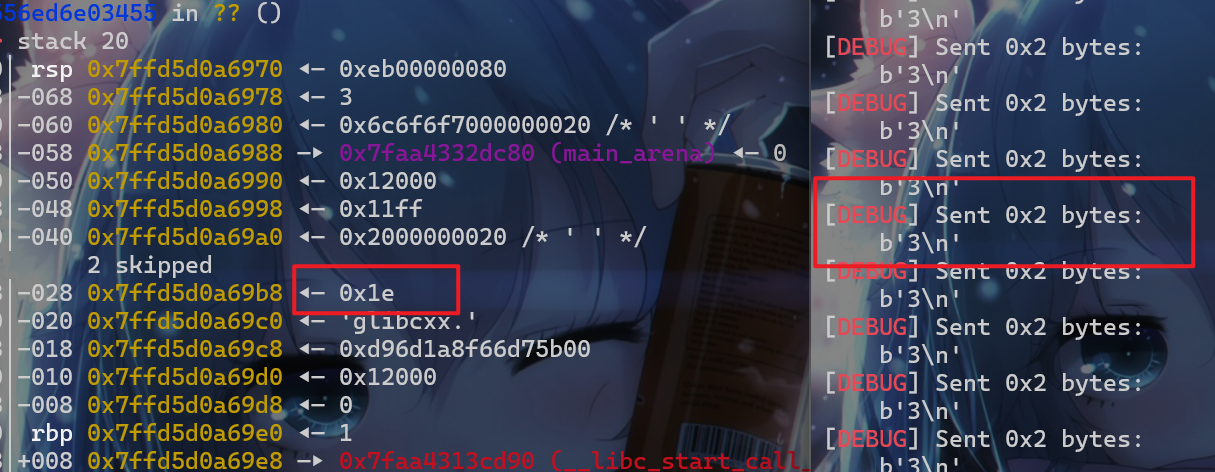 556ed6e03455 in ?? ()
stack 20
rsp 0x7ffd5d0a6970 ◂— 0xeb00000080
-068 0x7ffd5d0a6978 ◂— 3
-060 0x7ffd5d0a6980 ◂— 0x6c6f6f7000000020 /* ' ' */
-058 0x7ffd5d0a6988 —▸ 0x7faa4332dc80 (main_arena) ◂— 0
-050 0x7ffd5d0a6990 ◂— 0x12000
-048 0x7ffd5d0a6998 ◂— 0x11ff
-040 0x7ffd5d0a69a0 ◂— 0x2000000020 /* ' ' */
2 skipped
-028 0x7ffd5d0a69b8 ◂— 0x1e
-020 0x7ffd5d0a69c0 ◂— 'glibcxx.'
-018 0x7ffd5d0a69c8 ◂— 0xd96d1a8f66d75b00
-010 0x7ffd5d0a69d0 ◂— 0x12000
-008 0x7ffd5d0a69d8 ◂— 0
rbp 0x7ffd5d0a69e0 ◂— 1
+008 0x7ffd5d0a69e8 —▸ 0x7faa4313cd90 (__libc_start_call_
b'3\n'
[DEBUG] Sent 0x2 bytes:
b'3\n'
[DEBUG] Sent 0x2 bytes:
b'3\n'
[DEBUG] Sent 0x2 bytes:
b'3\n'
[DEBUG] Sent 0x2 bytes:
b'3\n'
[DEBUG] Sent 0x2 bytes:
b'3\n'
[DEBUG] Sent 0x2 bytes:
b'3\n'
[DEBUG] Sent 0x2 bytes:
b'3\n'
[DEBUG] Sent 0x2 bytes:
b'3\n'